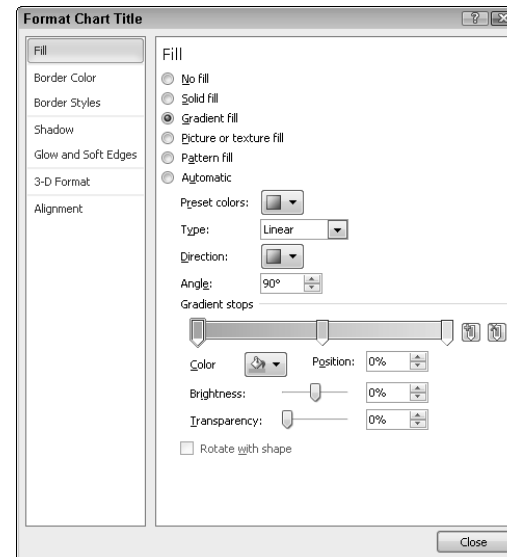 Format Chart Title
Fill
Border Color
Border Styles
Shadow
Glow and Soft Edges
3-D Format
Alignment
Fill
No fill
Solid fill
Gradient fill
Picture or texture fill
Pattern fill
Automatic
Preset colors:
Type: Linear
Direction:
Angle: 90°
Gradient stops
Color Position: 0%
Brightness: 0%
Transparency: 0%
Rotate with shape
Close